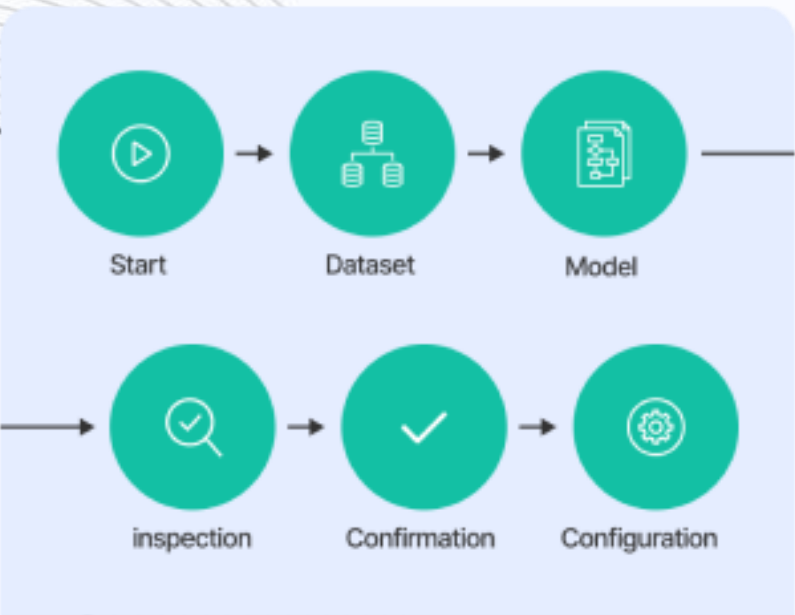 Start
Dataset
Model
inspection
Confirmation
Configuration